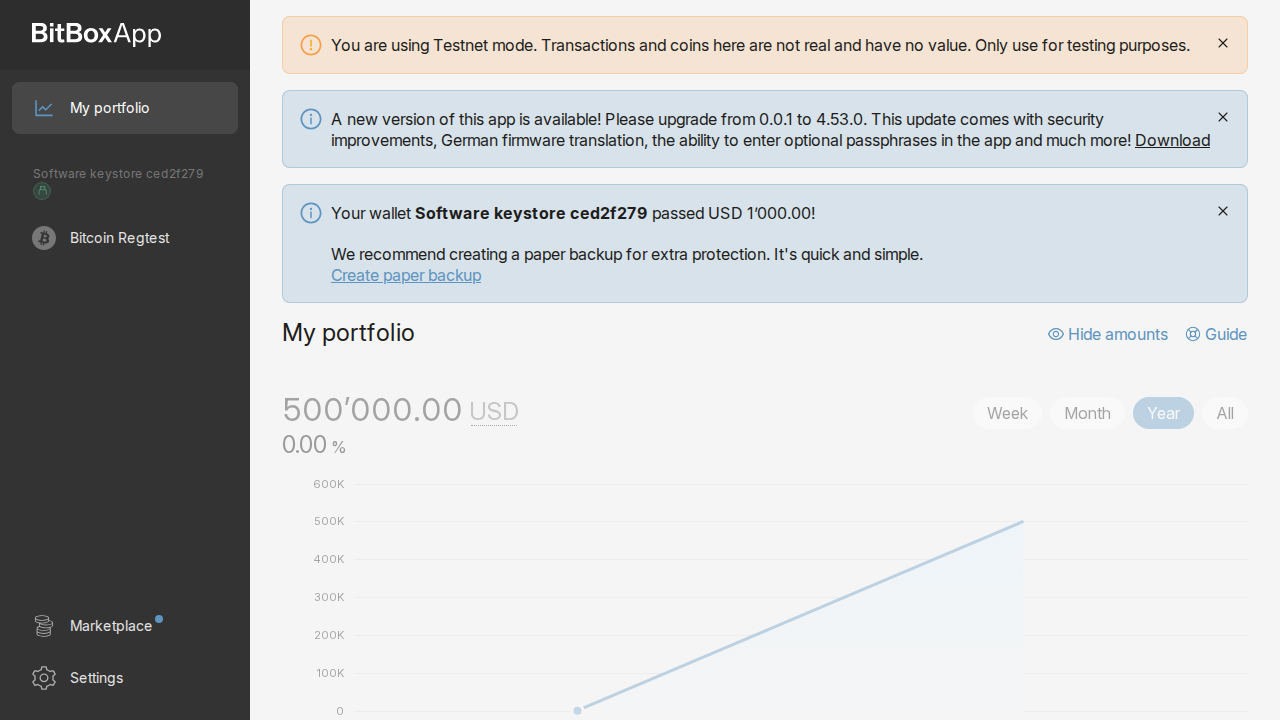 BitBoxApp
My portfolio
Software keystore ced2f279
Bitcoin Regtest
Marketplace
Settings
You are using Testnet mode. Transactions and coins here are not real and have no value. Only use for testing purposes.
A new version of this app is available! Please upgrade from 0.0.1 to 4.53.0. This update comes with security
improvements, German firmware translation, the ability to enter optional passphrases in the app and much more! Download
Your wallet Software keystore ced2f279 passed USD 1’000.00!
We recommend creating a paper backup for extra protection. It's quick and simple.
Create paper backup
My portfolio
Hide amounts
Guide
500’000.00 USD
0.00 %
Week
Month
Year
All
600K
500K
400K
300K
200K
100K
0